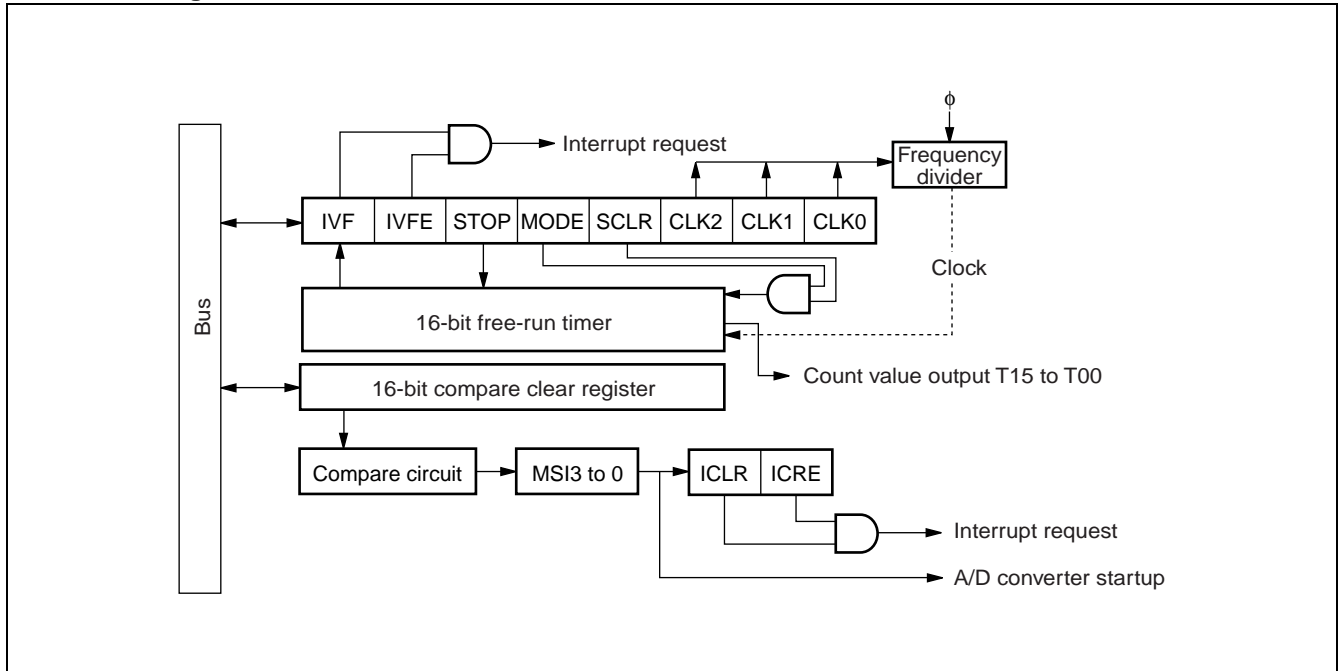 ϕ
Interrupt request
Frequency
divider
IVF IVFE STOP MODE SCLR CLK2 CLK1 CLK0
Clock
Bus
16-bit free-run timer
Count value output T15 to T00
16-bit compare clear register
Compare circuit MSI3 to 0 ICLR ICRE
Interrupt request
A/D converter startup